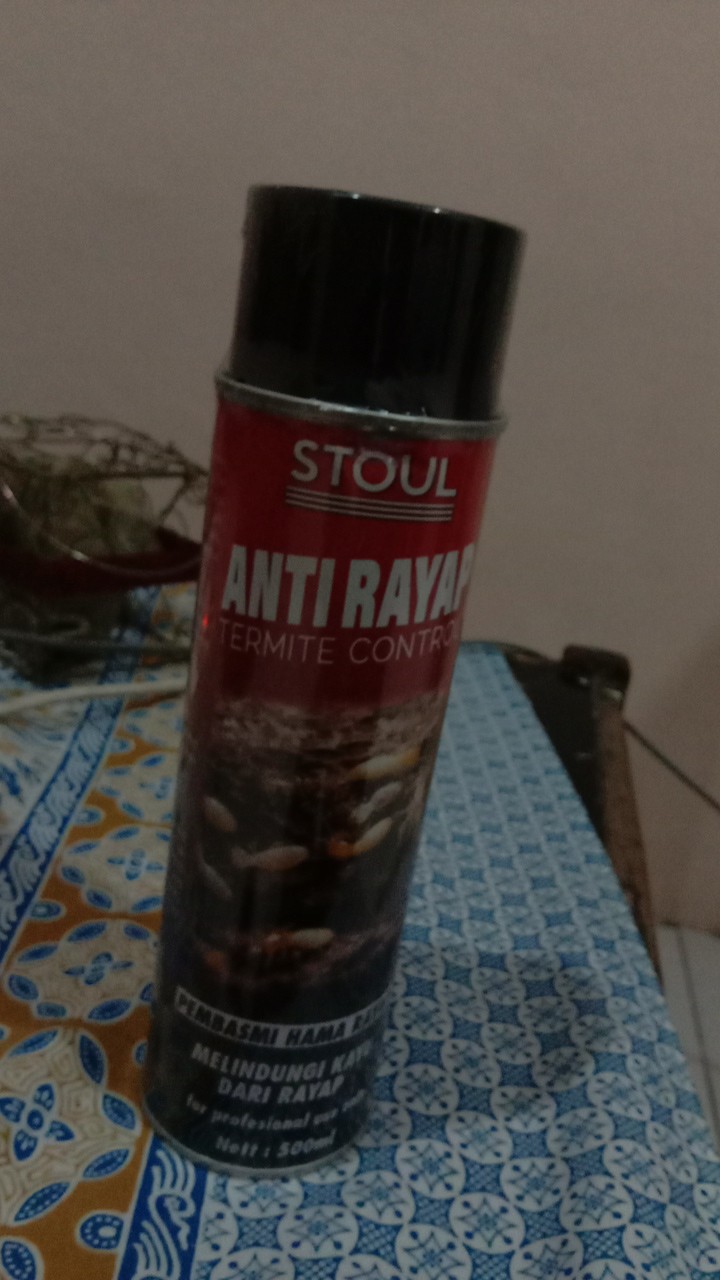 STOUL
ANTI RAYAP
TERMITE CONTROL
PEMBASMI HAMA
MELINDUNGI KAYU
DARI RAYAP
for profesional use
Nett : 500ml